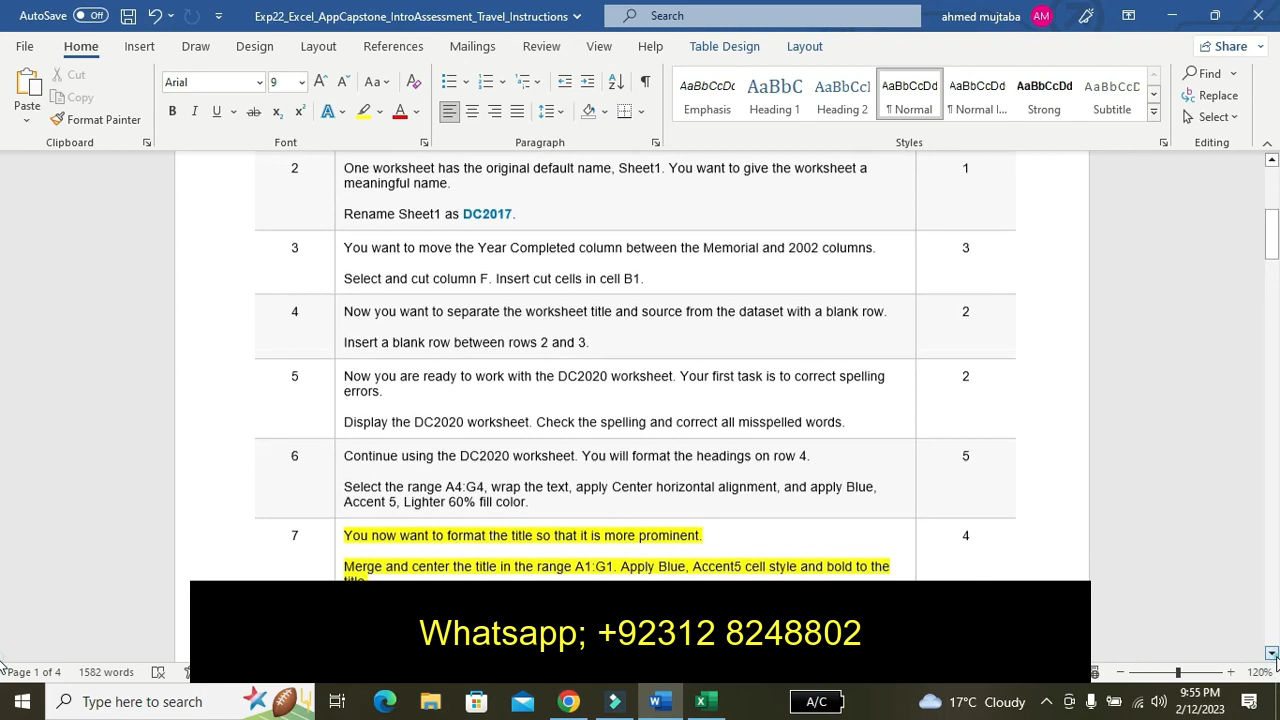 AutoSave Off
Exp22_Excel_AppCapstone_IntroAssessment_Travel_Instructions
Search
ahmed mujtaba AM
File Home Insert Draw Design Layout References Mailings Review View Help Table Design Layout Share
Paste
Cut
Copy
Format Painter
Clipboard
Arial 9
Font
Paragraph
AaBbCcDd Emphasis
AaBbC Heading 1
AaBbCcI Heading 2
AaBbCcDd ¶ Normal
AaBbCcDd ¶ Normal I...
AaBbCcDd Strong
AaBbCcDd Subtitle
Styles
Find
Replace
Select
Editing
2 One worksheet has the original default name, Sheet1. You want to give the worksheet a 1
meaningful name.
Rename Sheet1 as DC2017.
3 You want to move the Year Completed column between the Memorial and 2002 columns. 3
Select and cut column F. Insert cut cells in cell B1.
4 Now you want to separate the worksheet title and source from the dataset with a blank row. 2
Insert a blank row between rows 2 and 3.
5 Now you are ready to work with the DC2020 worksheet. Your first task is to correct spelling 2
errors.
Display the DC2020 worksheet. Check the spelling and correct all misspelled words.
6 Continue using the DC2020 worksheet. You will format the headings on row 4. 5
Select the range A4:G4, wrap the text, apply Center horizontal alignment, and apply Blue,
Accent 5, Lighter 60% fill color.
7 You now want to format the title so that it is more prominent. 4
Merge and center the title in the range A1:G1. Apply Blue, Accent5 cell style and bold to the
title.
Whatsapp; +92312 8248802
Page 1 of 4 1582 words 120%
Type here to search
A/C
17°C Cloudy
9:55 PM
2/12/2023